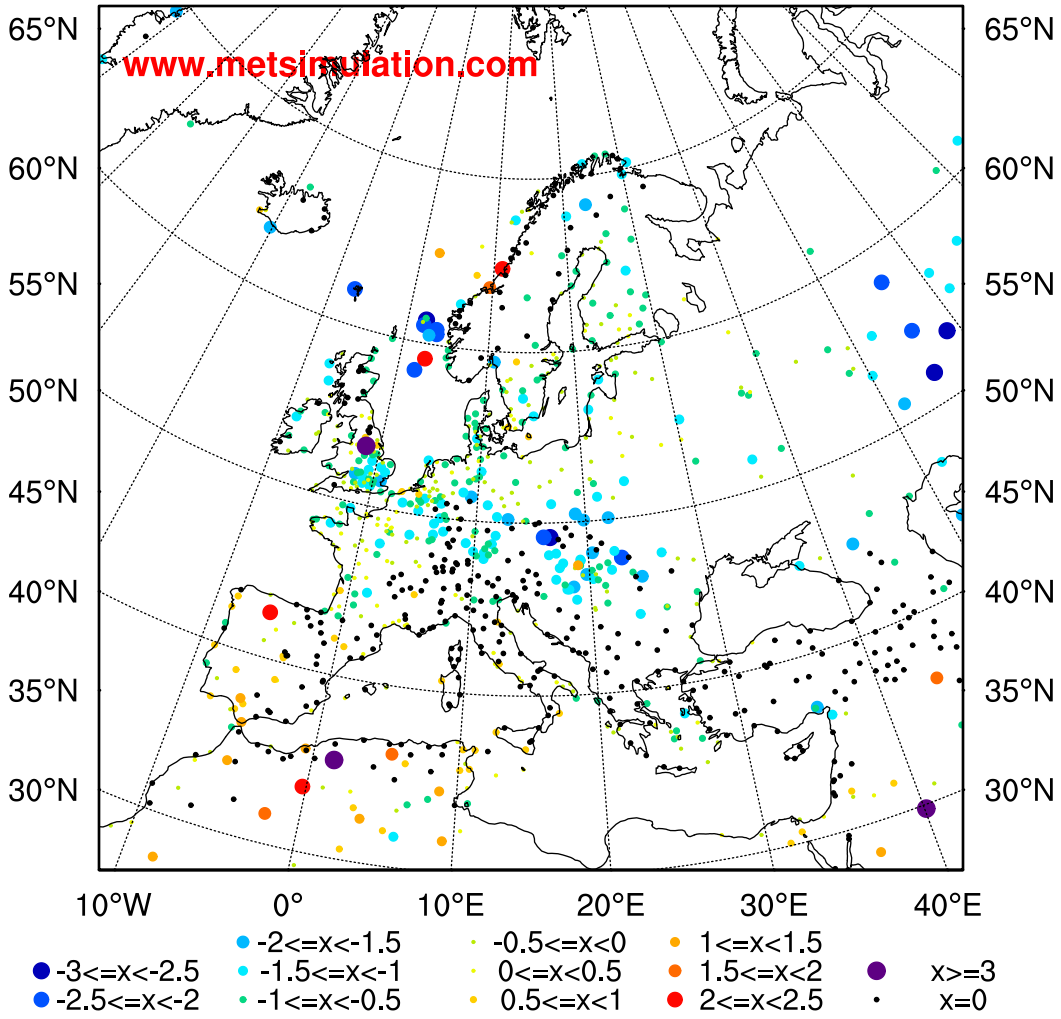 65°N 65°N
www.metsimulation.com
60°N 60°N
55°N 55°N
50°N 50°N
45°N 45°N
40°N 40°N
35°N 35°N
30°N 30°N
10°W 0° 10°E 20°E 30°E 40°E
-2<=x<-1.5 -0.5<=x<0 1<=x<1.5
-3<=x<-2.5 -1.5<=x<-1 0<=x<0.5 1.5<=x<2 x>=3
-2.5<=x<-2 -1<=x<-0.5 0.5<=x<1 2<=x<2.5 x=0